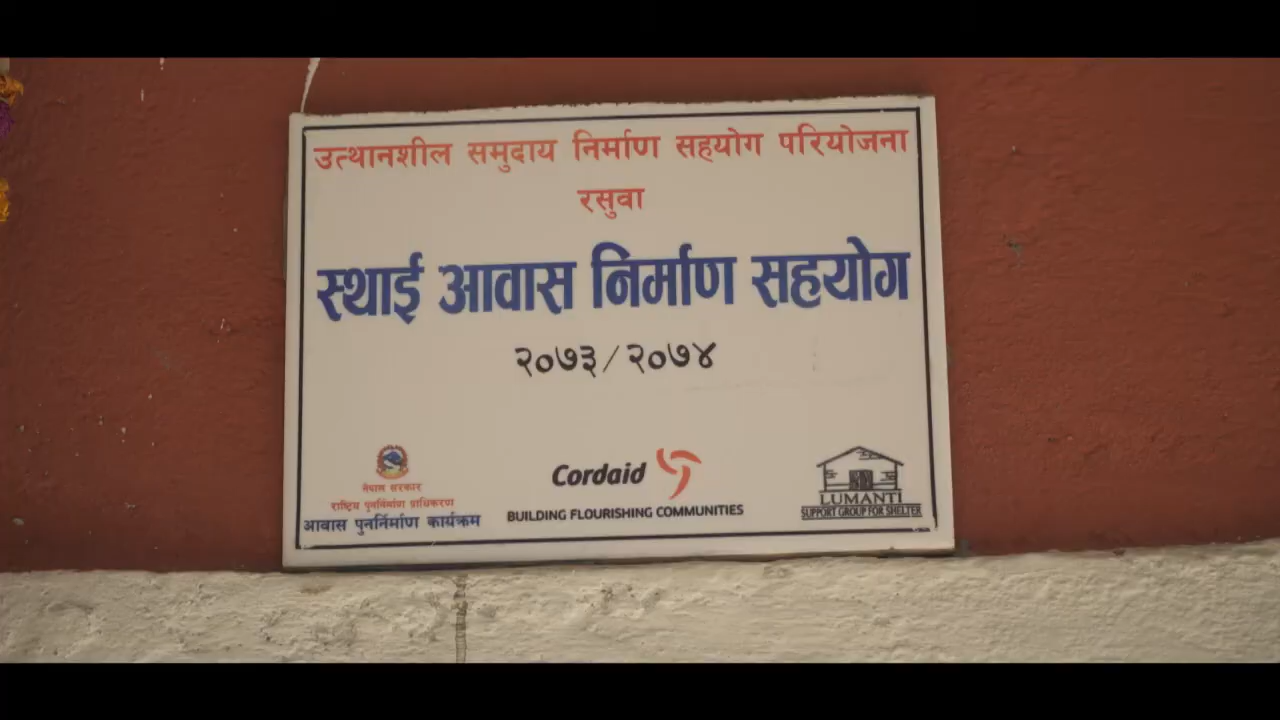 उत्थानशील समुदाय निर्माण सहयोग परियोजना
रसुवा
स्थाई आवास निर्माण सहयोग
२०७३/२०७४
नेपाल सरकार
राष्ट्रिय पुनर्निर्माण प्राधिकरण
आवास पुनर्निर्माण कार्यक्रम
Cordaid
BUILDING FLOURISHING COMMUNITIES
LUMANTI
SUPPORT GROUP FOR SHELTER